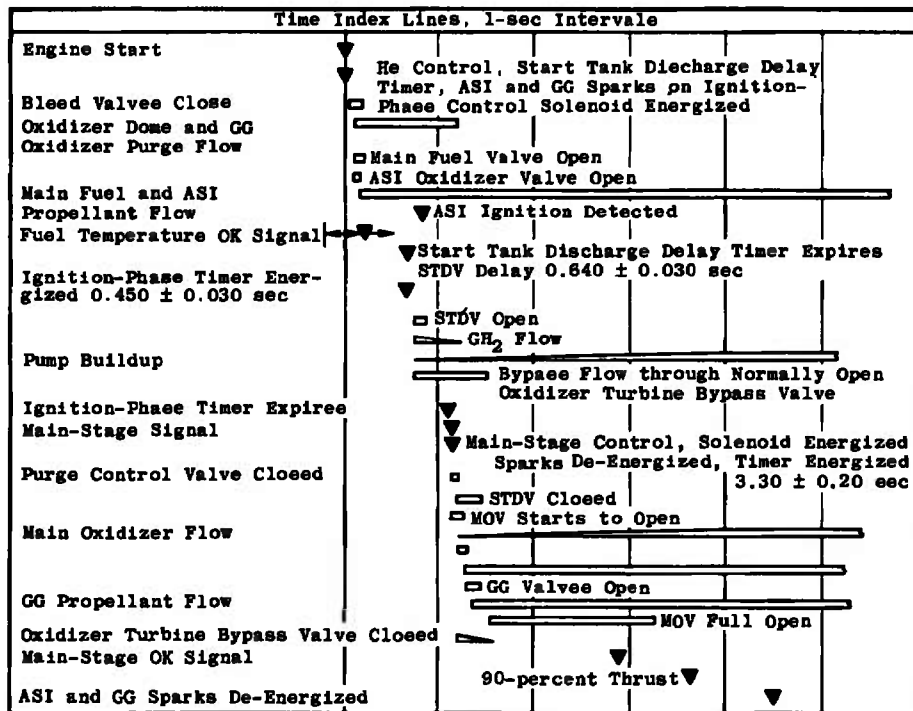 Time Index Lines, 1-sec Intervale
Engine Start
He Control, Start Tank Diecharge Delay
Timer, ASI and GG Sparks on Ignition-
Bleed Valvee Close
Phaee Control Solenoid Energized
Oxidizer Dome and GG
Oxidizer Purge Flow
Main Fuel Valve Open
ASI Oxidizer Valve Open
Main Fuel and ASI
Propellant Flow
ASI Ignition Detected
Fuel Temperature OK Signal
Start Tank Discharge Delay Timer Expires
STDV Delay 0.640 ± 0.030 sec
Ignition-Phase Timer Ener-
gized 0.450 ± 0.030 sec
STDV Open
GH2 Flow
Pump Buildup
Bypaee Flow through Normally Open
Oxidizer Turbine Bypass Valve
Ignition-Phaee Timer Expiree
Main-Stage Signal
Main-Stage Control, Solenoid Energized
Sparks De-Energized, Timer Energized
Purge Control Valve Cloeed
3.30 ± 0.20 eec
STDV Cloeed
MOV Starts to Open
Main Oxidizer Flow
GG Valvee Open
GG Propellant Flow
MOV Full Open
Oxidizer Turbine Bypass Valve Cloeed
Main-Stage OK Signal
90-percent Thrust
ASI and GG Sparks De-Energized